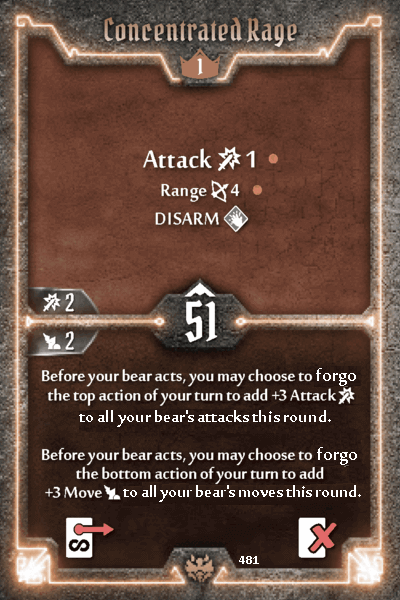 Concentrated Rage
1
Attack 1
Range 4
DISARM
2
51
2
Before your bear acts, you may choose to forgo
the top action of your turn to add +3 Attack
to all your bear's attacks this round.
Before your bear acts, you may choose to forgo
the bottom action of your turn to add
+3 Move to all your bear's moves this round.
481